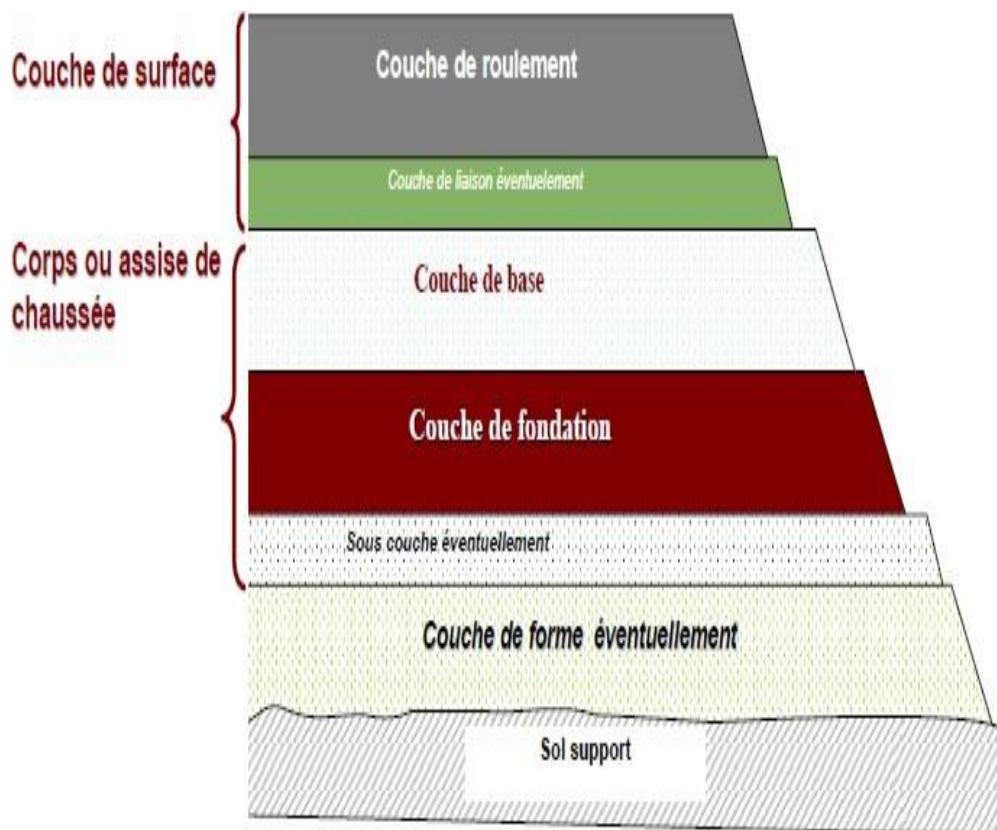 Couche de surface
Couche de roulement
Couche de liaison éventuelement
Corps ou assise de
chaussée
Couche de base
Couche de fondation
Sous couche éventuellement
Couche de forme éventuellement
Sol support